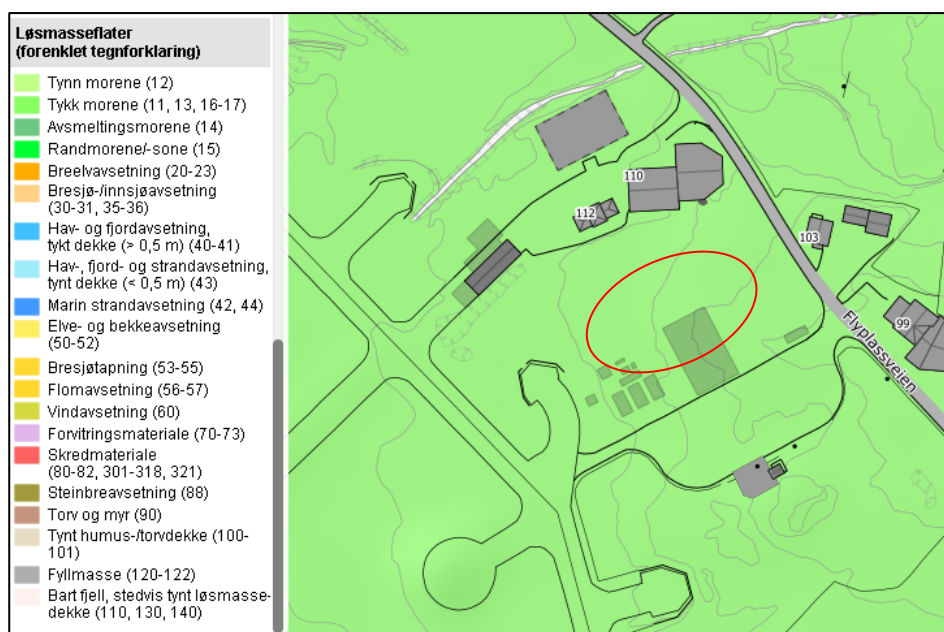 Løsmasseflater
(forenklet tegnforklaring)
Tynn morene (12)
Tykk morene (11, 13, 16-17)
Avsmeltingsmorene (14)
Randmorene/-sone (15)
Breelvavsetning (20-23)
Bresjø-/innsjøavsetning
(30-31, 35-36)
Hav- og fjordavsetning,
tykt dekke (> 0,5 m) (40-41)
Hav-, fjord- og strandavsetning,
tynt dekke (< 0,5 m) (43)
Marin strandavsetning (42, 44)
Elve- og bekkeavsetning
(50-52)
Bresjøtapning (53-55)
Flomavsetning (56-57)
Vindavsetning (60)
Forvitringsmateriale (70-73)
Skredmateriale
(80-82, 301-318, 321)
Steinbreavsetning (88)
Torv og myr (90)
Tynt humus-/torvdekke (100-
101)
Fyllmasse (120-122)
Bart fjell, stedvis tynt løsmasse-
dekke (110, 130, 140)
110
112
103
99
Flyplassveien